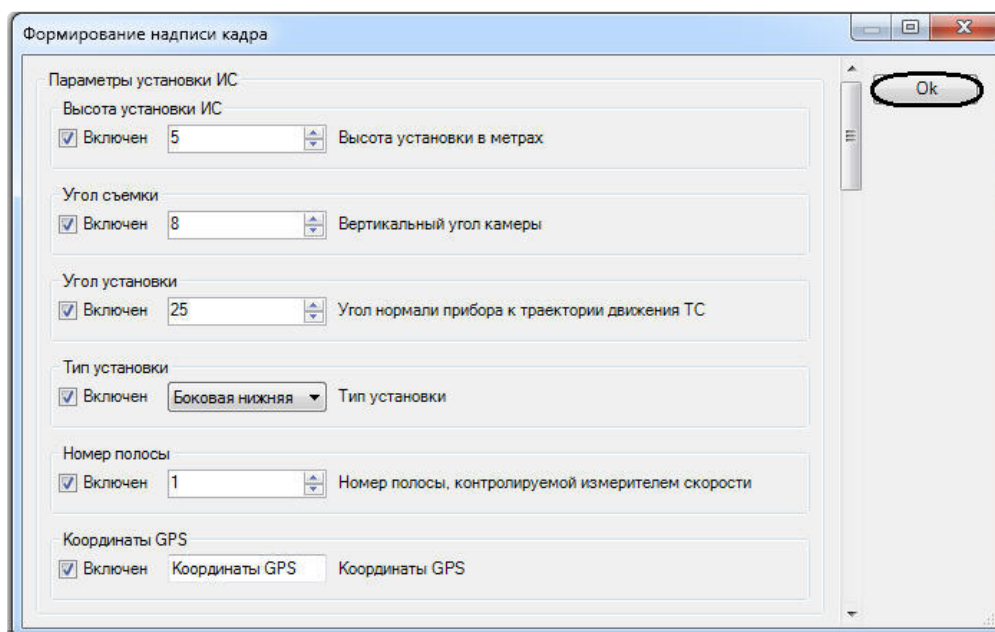 Формирование надписи кадра
Ok
Параметры установки ИС
Высота установки ИС
Включен 5 Высота установки в метрах
Угол съемки
Включен 8 Вертикальный угол камеры
Угол установки
Включен 25 Угол нормали прибора к траектории движения ТС
Тип установки
Включен Боковая нижняя Тип установки
Номер полосы
Включен 1 Номер полосы, контролируемой измерителем скорости
Координаты GPS
Включен Координаты GPS Координаты GPS